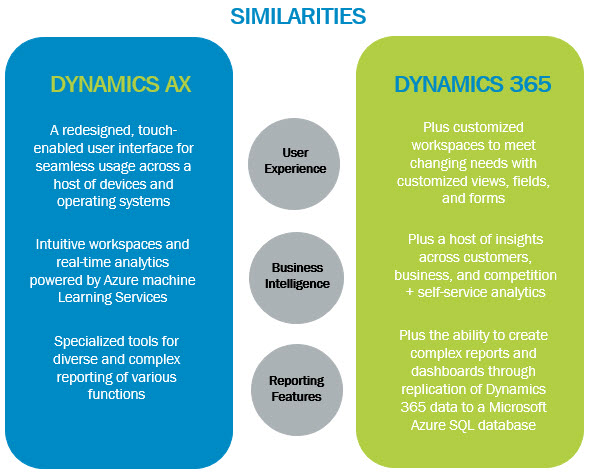 SIMILARITIES
DYNAMICS AX
A redesigned, touch-
enabled user interface for
seamless usage across a
host of devices and
operating systems
Intuitive workspaces and
real-time analytics
powered by Azure machine
Learning Services
Specialized tools for
diverse and complex
reporting of various
functions
User
Experience
Business
Intelligence
Reporting
Features
DYNAMICS 365
Plus customized
workspaces to meet
changing needs with
customized views, fields,
and forms
Plus a host of insights
across customers,
business, and competition
+ self-service analytics
Plus the ability to create
complex reports and
dashboards through
replication of Dynamics
365 data to a Microsoft
Azure SQL database